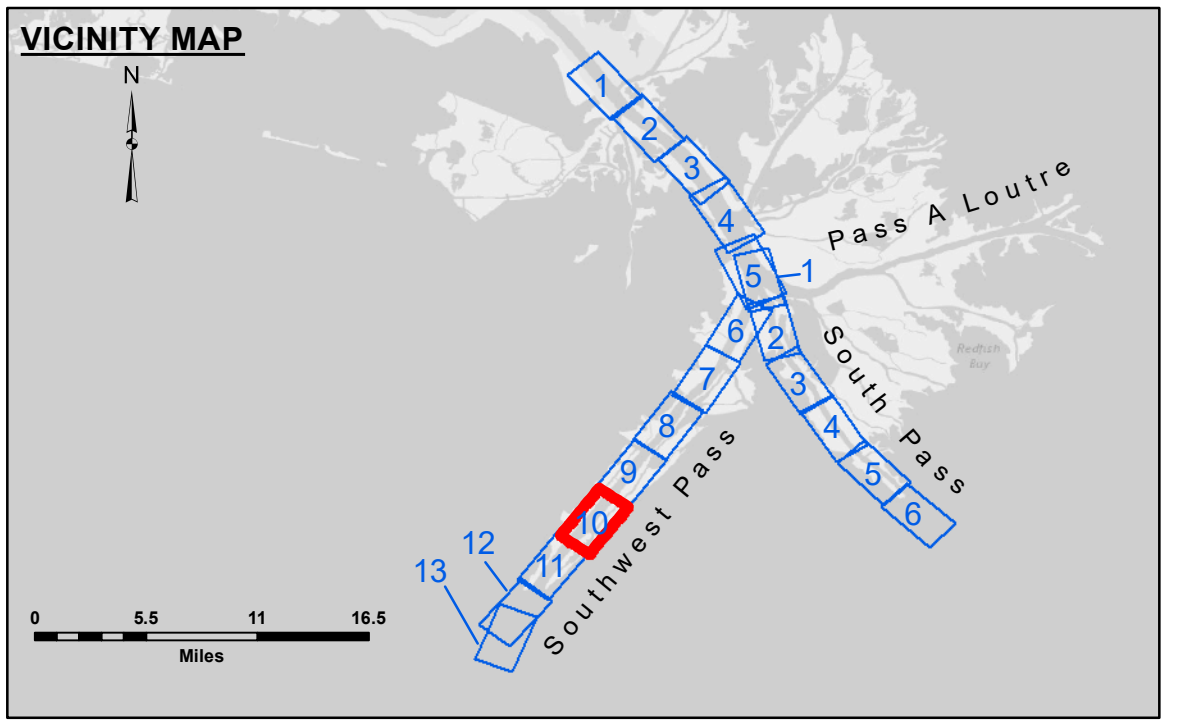 VICINITY MAP
N
1
2
3
4
5
1
Pass A Loutre
6
2
Redfish
Bay
7
3
South Pass
8
4
9
5
10
6
11
12
13
Southwest Pass
0 5.5 11 16.5
Miles